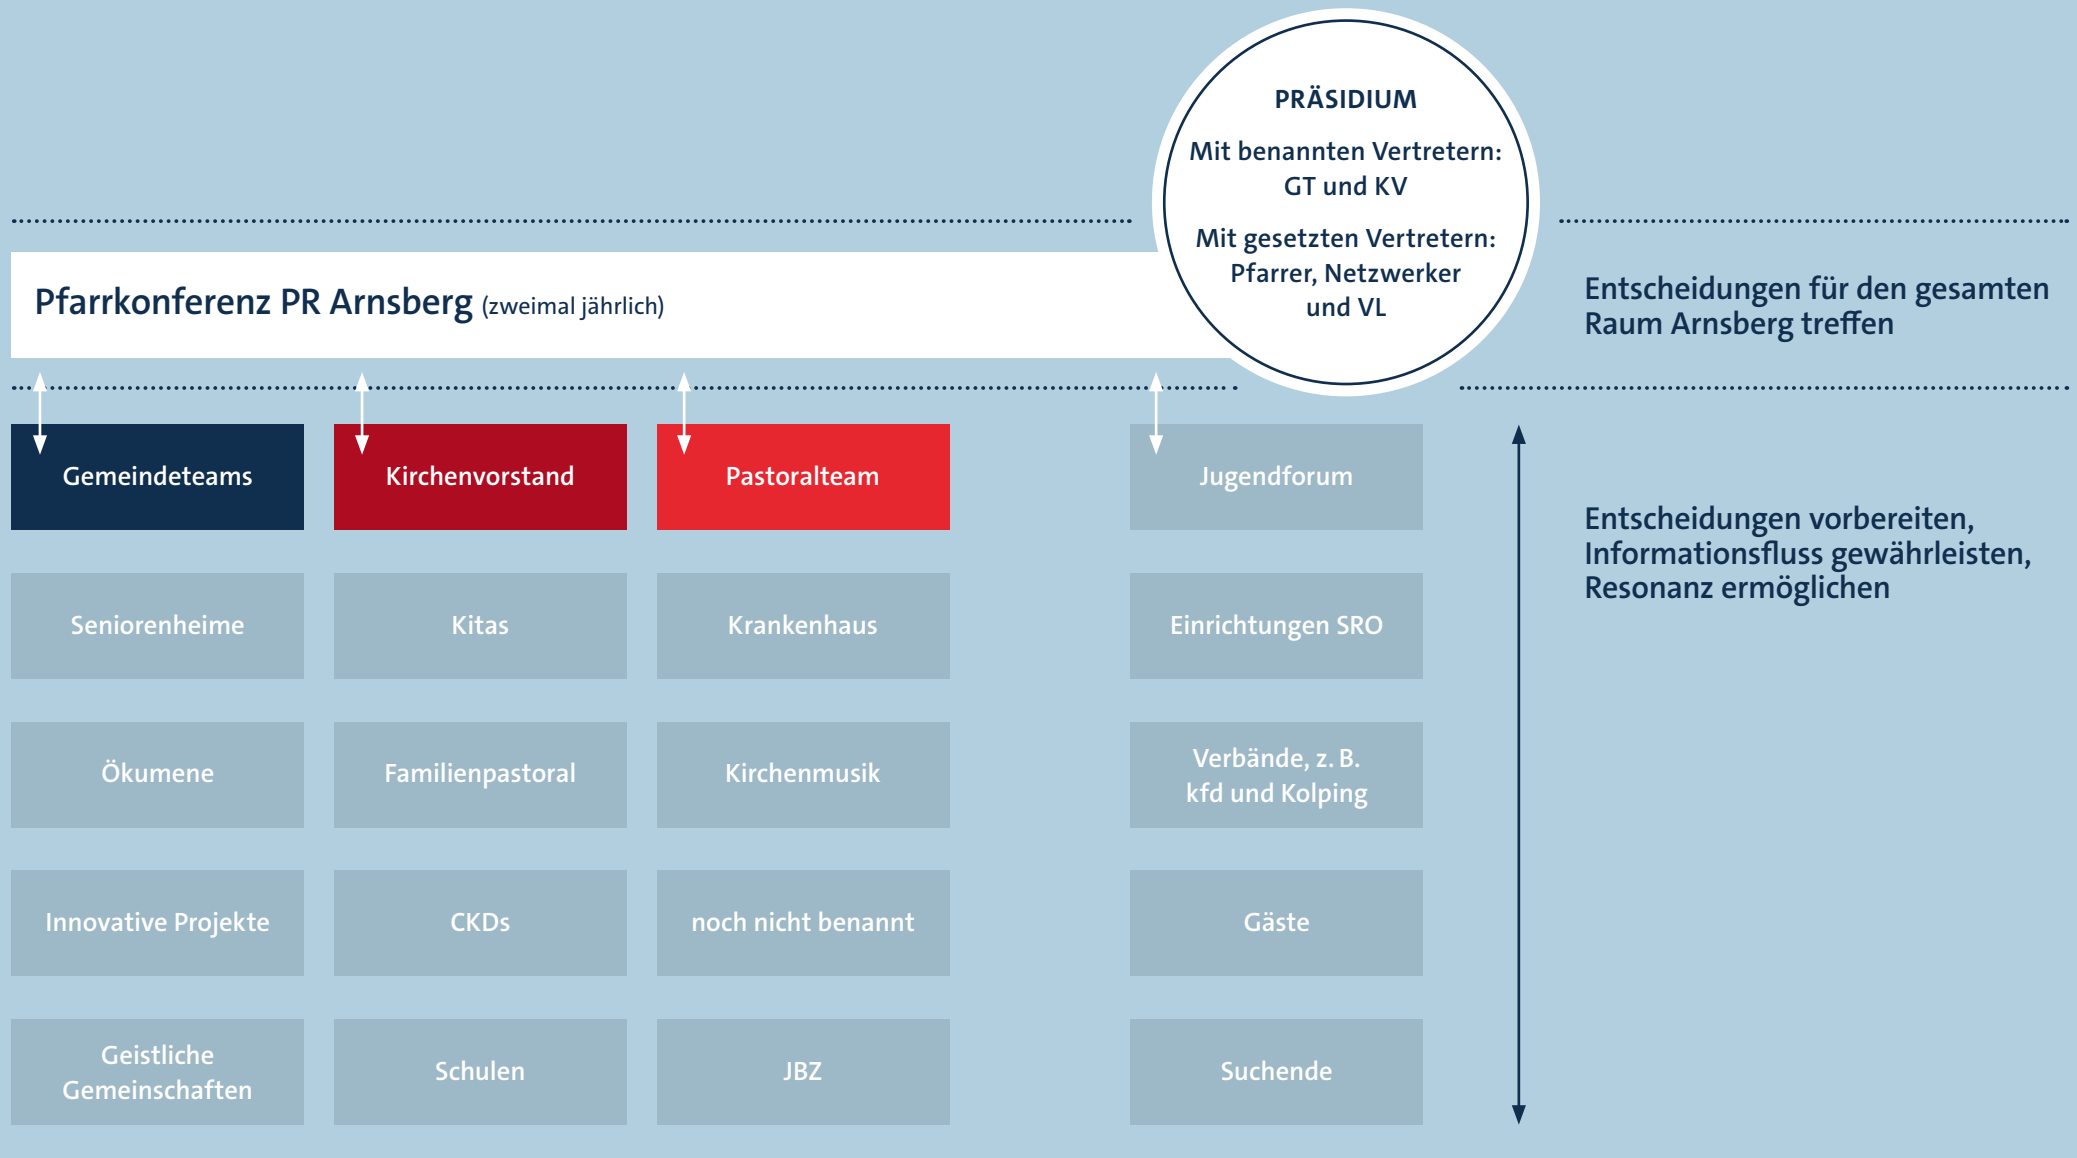 PRÄSIDIUM
Mit benannten Vertretern:
GT und KV
Mit gesetzten Vertretern:
Pfarrer, Netzwerker
und VL
Pfarrkonferenz PR Arnsberg (zweimal jährlich)
Entscheidungen für den gesamten
Raum Arnsberg treffen
Gemeindeteams
Kirchenvorstand
Pastoralteam
Jugendforum
Entscheidungen vorbereiten,
Informationsfluss gewährleisten,
Resonanz ermöglichen
Seniorenheime
Kitas
Krankenhaus
Einrichtungen SRO
Ökumene
Familienpastoral
Kirchenmusik
Verbände, z. B.
kfd und Kolping
Innovative Projekte
CKDs
noch nicht benannt
Gäste
Geistliche
Gemeinschaften
Schulen
JBZ
Suchende